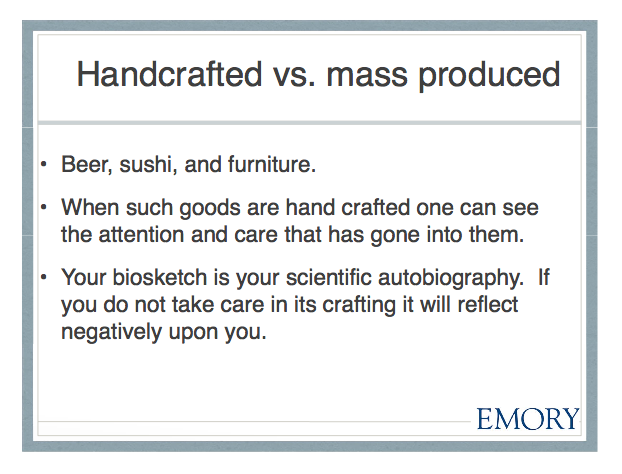 Handcrafted vs. mass produced
• Beer, sushi, and furniture.
• When such goods are hand crafted one can see
the attention and care that has gone into them.
• Your biosketch is your scientific autobiography.  If
you do not take care in its crafting it will reflect
negatively upon you.
EMORY